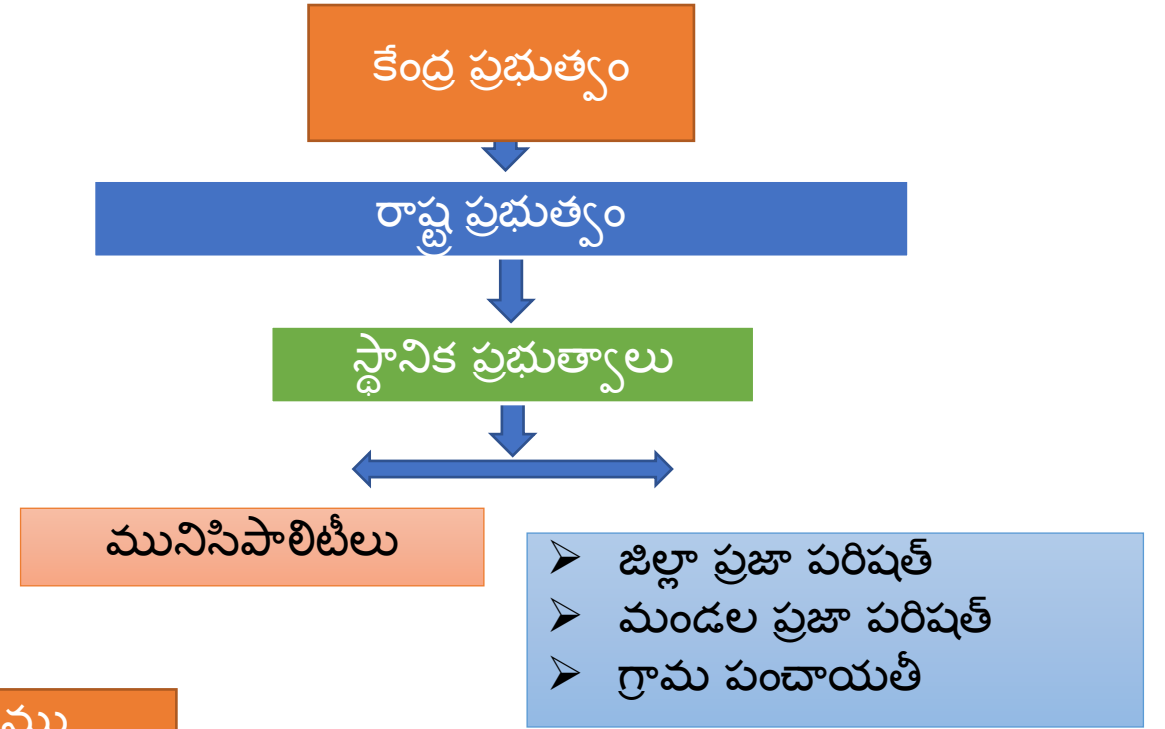 కేంద్ర ప్రభుత్వం
రాష్ట్ర ప్రభుత్వం
స్థానిక ప్రభుత్వాలు
మునిసిపాలిటీలు
జిల్లా ప్రజా పరిషత్
మండల ప్రజా పరిషత్
గ్రామ పంచాయతీ